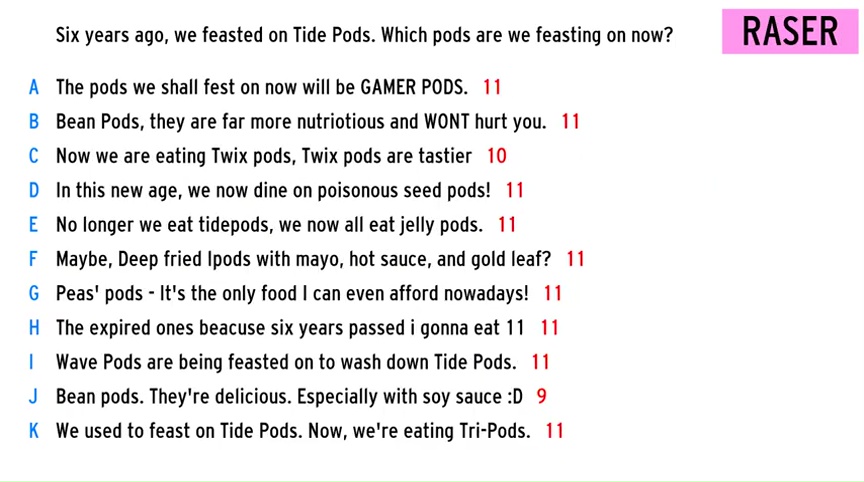 Six years ago, we feasted on Tide Pods. Which pods are we feasting on now?
RASER
A The pods we shall fest on now will be GAMER PODS. 11
B Bean Pods, they are far more nutriotious and WONT hurt you. 11
C Now we are eating Twix pods, Twix pods are tastier 10
D In this new age, we now dine on poisonous seed pods! 11
E No longer we eat tidepods, we now all eat jelly pods. 11
F Maybe, Deep fried Ipods with mayo, hot sauce, and gold leaf? 11
G Peas' pods - It's the only food I can even afford nowadays! 11
H The expired ones beacuse six years passed i gonna eat 11 11
I Wave Pods are being feasted on to wash down Tide Pods. 11
J Bean pods. They're delicious. Especially with soy sauce :D 9
K We used to feast on Tide Pods. Now, we're eating Tri-Pods. 11